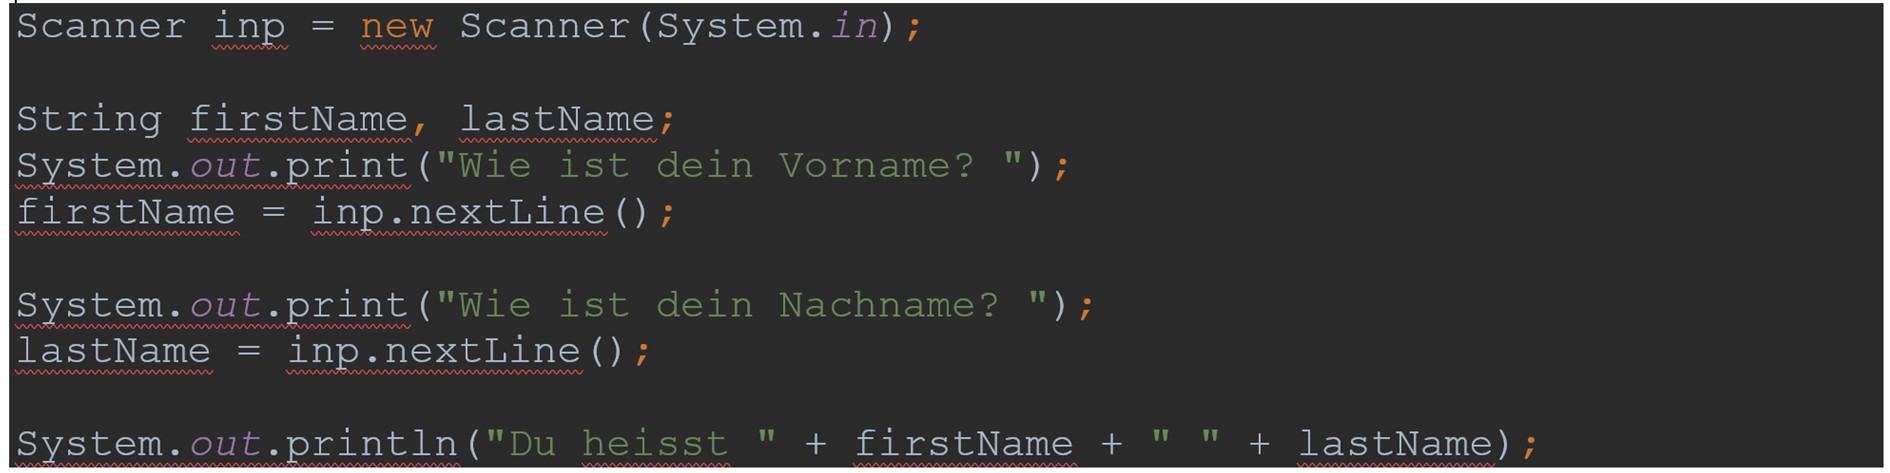 Scanner inp = new Scanner(System.in);
String firstName, lastName;
System.out.print("Wie ist dein Vorname? ");
firstName = inp.nextLine();
System.out.print("Wie ist dein Nachname? ");
lastName = inp.nextLine();
System.out.println("Du heisst " + firstName + " " + lastName);